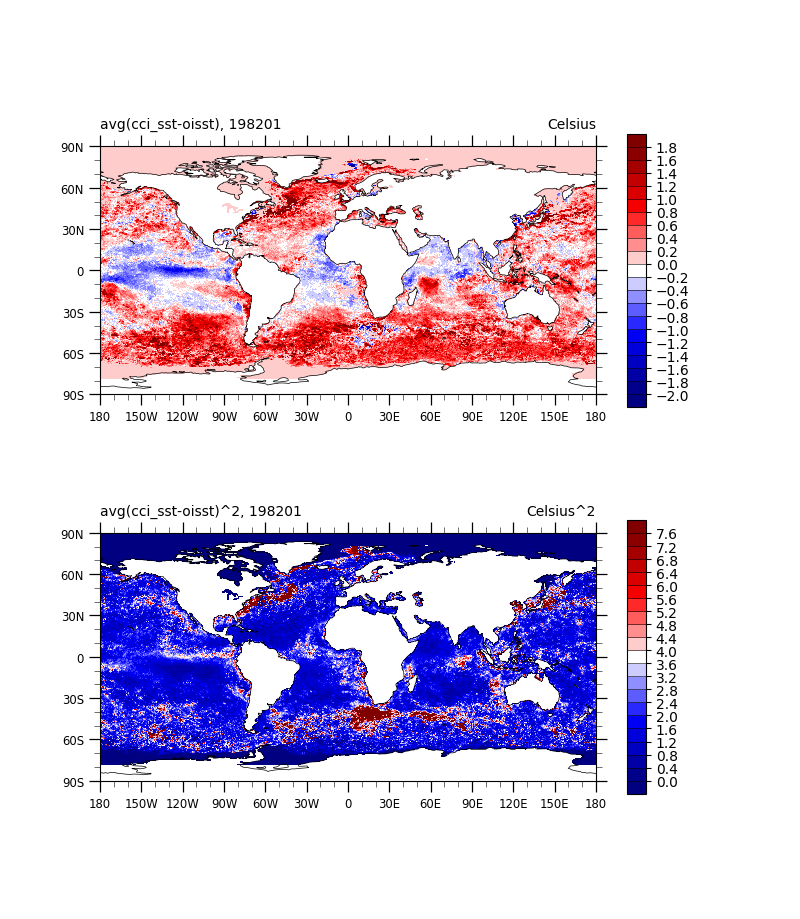 avg(cci_sst-oisst), 198201 Celsius
90N
60N
30N
0
30S
60S
90S
180 150W 120W 90W 60W 30W 0 30E 60E 90E 120E 150E 180
1.8
1.6
1.4
1.2
1.0
0.8
0.6
0.4
0.2
0.0
−0.2
−0.4
−0.6
−0.8
−1.0
−1.2
−1.4
−1.6
−1.8
−2.0
avg(cci_sst-oisst)^2, 198201 Celsius^2
90N
60N
30N
0
30S
60S
90S
180 150W 120W 90W 60W 30W 0 30E 60E 90E 120E 150E 180
7.6
7.2
6.8
6.4
6.0
5.6
5.2
4.8
4.4
4.0
3.6
3.2
2.8
2.4
2.0
1.6
1.2
0.8
0.4
0.0